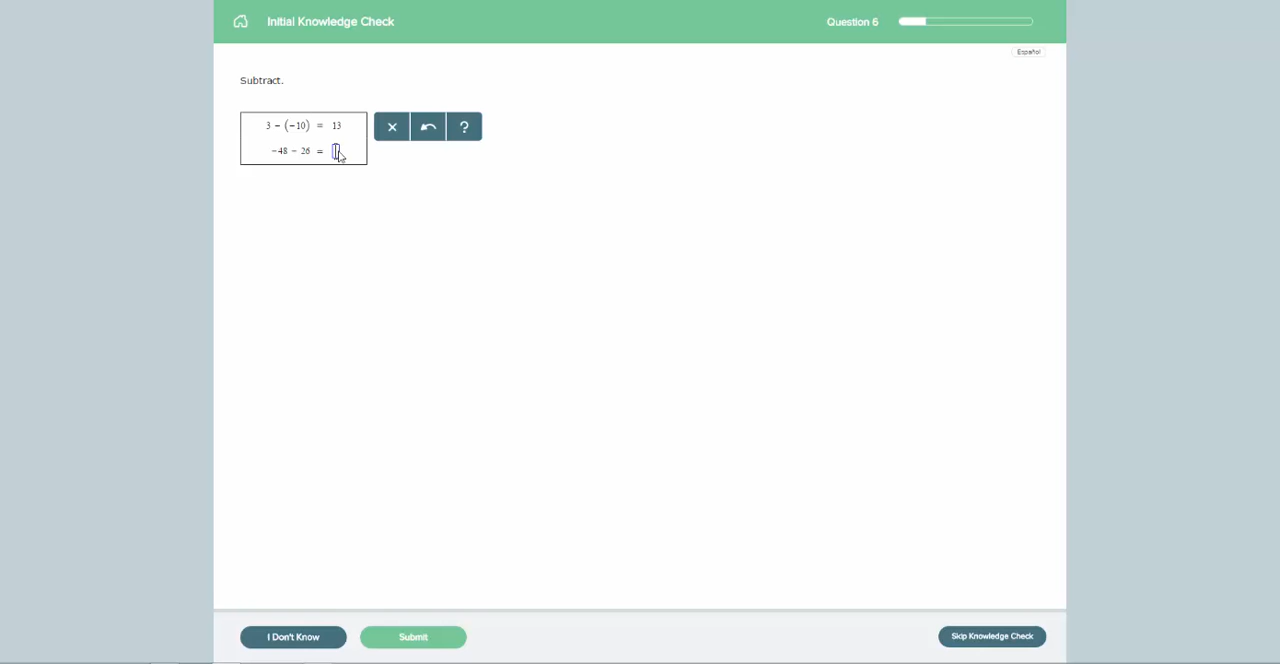 Initial Knowledge Check
Question 6
Español
Subtract.
3 - (-10) = 13
-48 - 26 =
?
I Don't Know
Submit
Skip Knowledge Check